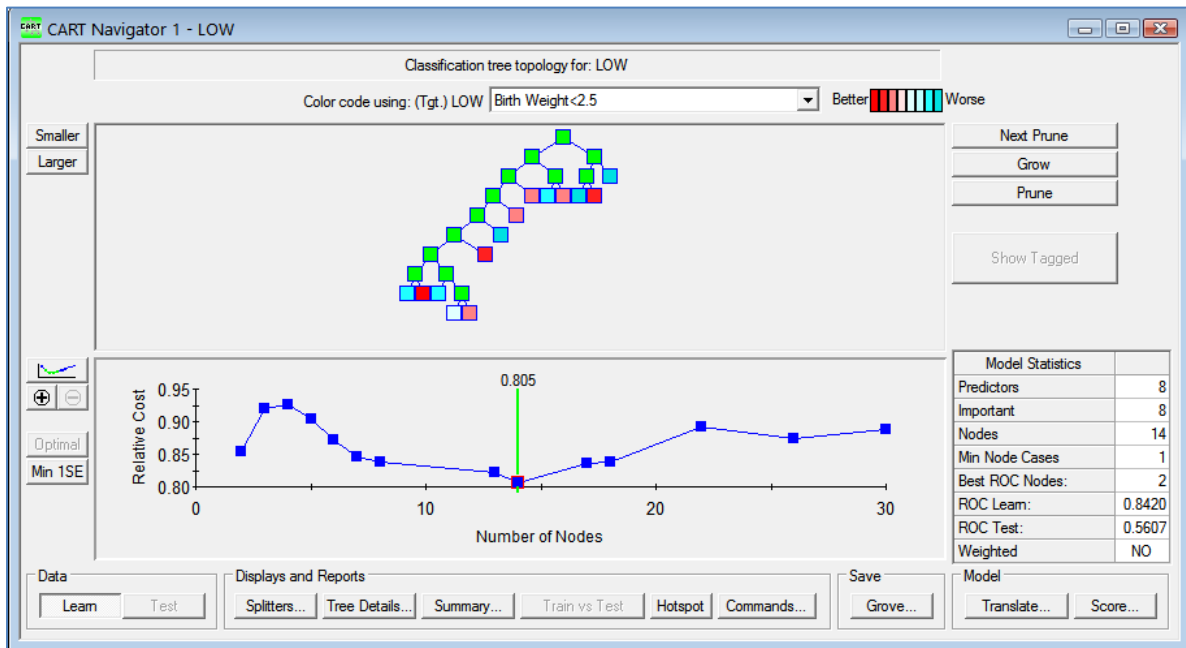 CART CART Navigator 1 - LOW
Classification tree topology for: LOW
Color code using: (Tgt.) LOW Birth Weight<2.5 Better Worse
Smaller
Larger
Next Prune
Grow
Prune
Show Tagged
0.805
0.95
0.90
0.85
0.80
Relative Cost
0 10 20 30
Number of Nodes
Optimal
Min 1SE
Model Statistics
Predictors 8
Important 8
Nodes 14
Min Node Cases 1
Best ROC Nodes: 2
ROC Learn: 0.8420
ROC Test: 0.5607
Weighted NO
Data Displays and Reports Save Model
Learn Test Splitters... Tree Details... Summary... Train vs Test Hotspot Commands... Grove... Translate... Score...